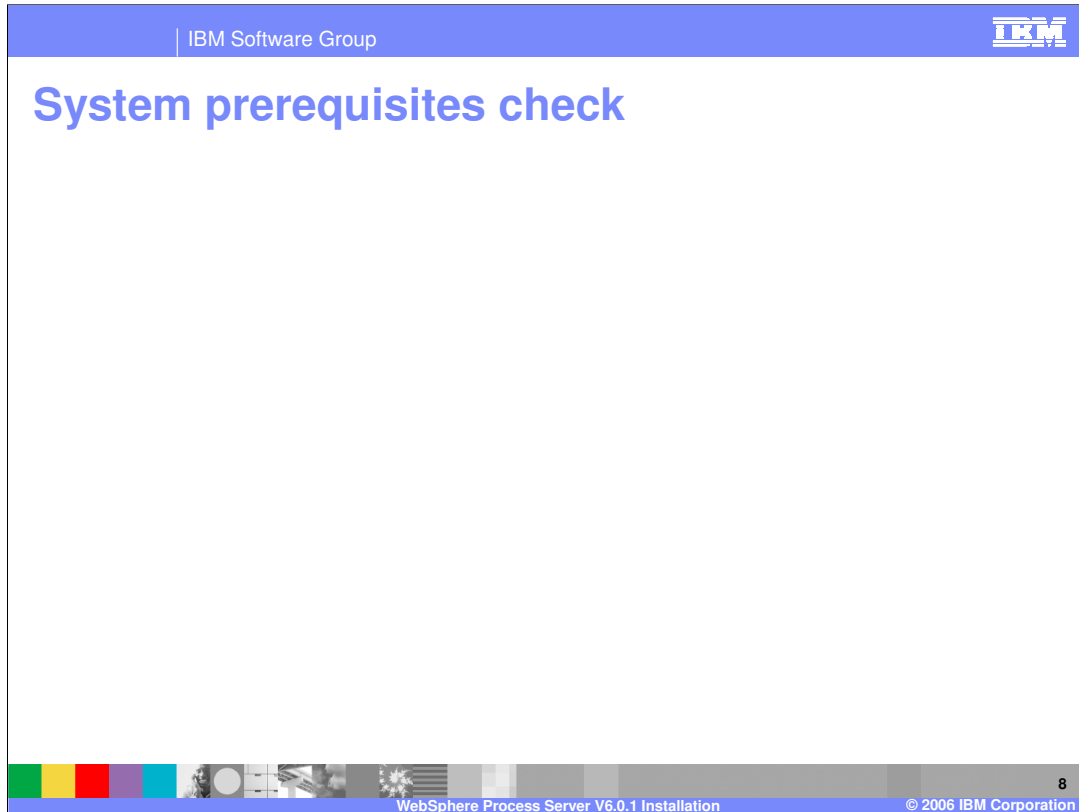 IBM Software Group
IBM
System prerequisites check
8
WebSphere Process Server V6.0.1 Installation
© 2006 IBM Corporation